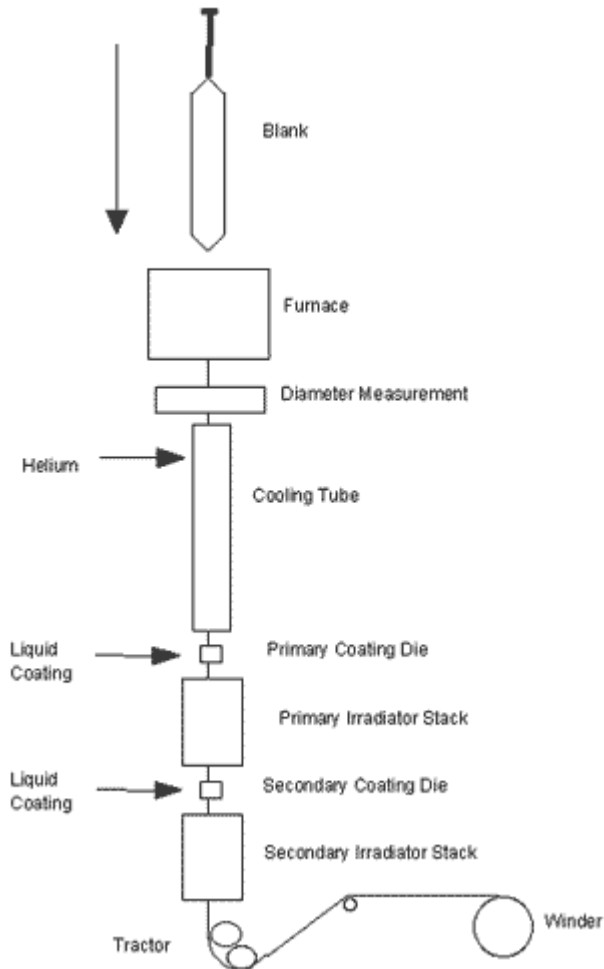 Blank
Furnace
Diameter Measurement
Helium
Cooling Tube
Liquid
Coating
Primary Coating Die
Primary Irradiator Stack
Liquid
Coating
Secondary Coating Die
Secondary Irradiator Stack
Tractor
Winder